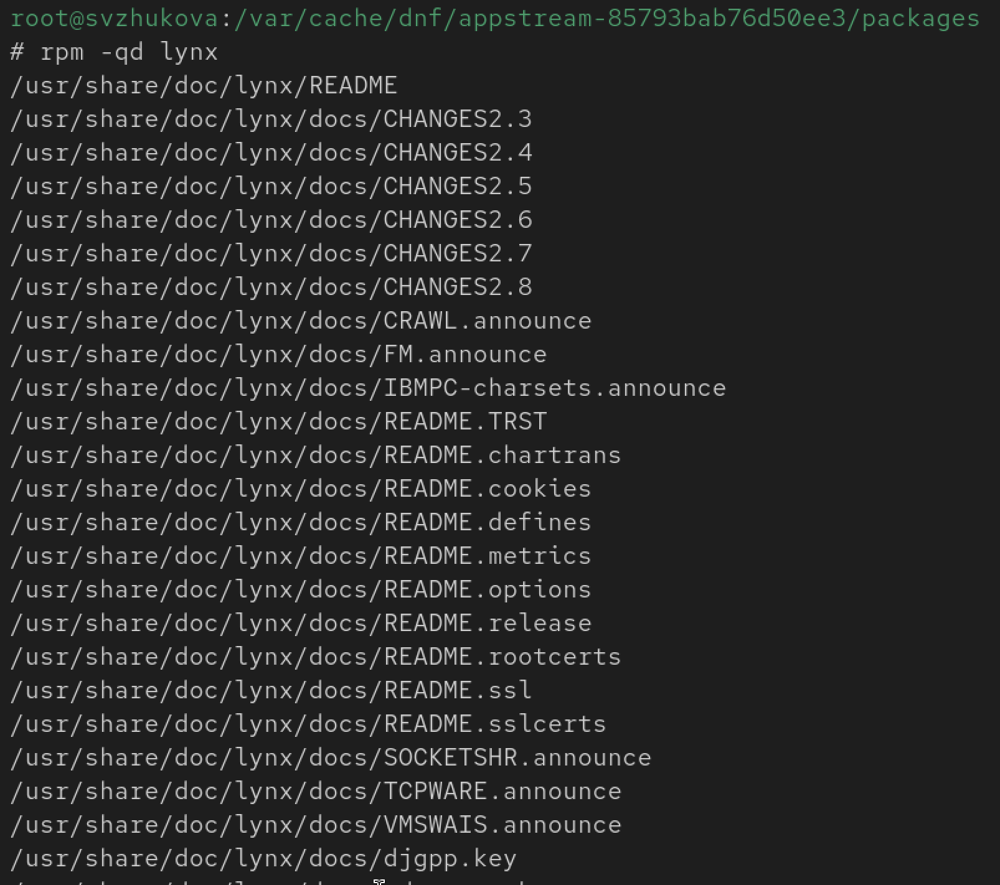 root@svzhukova:/var/cache/dnf/appstream-85793bab76d50ee3/packages
# rpm -qd lynx
/usr/share/doc/lynx/README
/usr/share/doc/lynx/docs/CHANGES2.3
/usr/share/doc/lynx/docs/CHANGES2.4
/usr/share/doc/lynx/docs/CHANGES2.5
/usr/share/doc/lynx/docs/CHANGES2.6
/usr/share/doc/lynx/docs/CHANGES2.7
/usr/share/doc/lynx/docs/CHANGES2.8
/usr/share/doc/lynx/docs/CRAWL.announce
/usr/share/doc/lynx/docs/FM.announce
/usr/share/doc/lynx/docs/IBMPC-charsets.announce
/usr/share/doc/lynx/docs/README.TRST
/usr/share/doc/lynx/docs/README.chartrans
/usr/share/doc/lynx/docs/README.cookies
/usr/share/doc/lynx/docs/README.defines
/usr/share/doc/lynx/docs/README.metrics
/usr/share/doc/lynx/docs/README.options
/usr/share/doc/lynx/docs/README.release
/usr/share/doc/lynx/docs/README.rootcerts
/usr/share/doc/lynx/docs/README.ssl
/usr/share/doc/lynx/docs/README.sslcerts
/usr/share/doc/lynx/docs/SOCKETSHR.announce
/usr/share/doc/lynx/docs/TCPWARE.announce
/usr/share/doc/lynx/docs/VMSWAIS.announce
/usr/share/doc/lynx/docs/djgpp.key